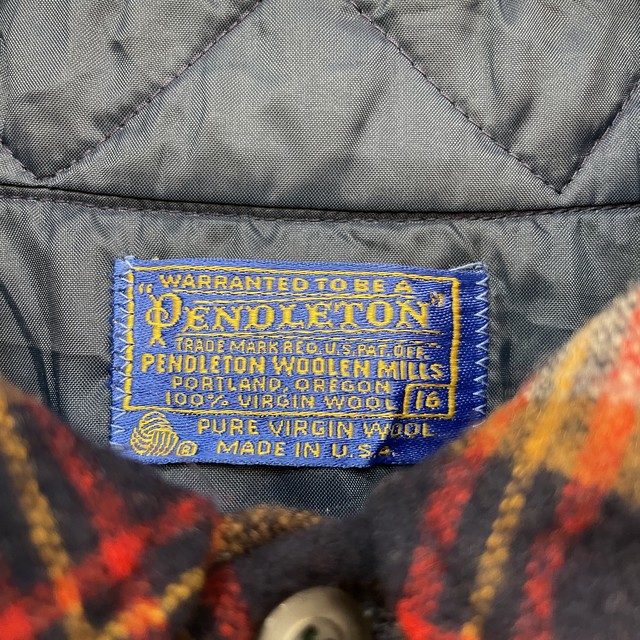 WARRANTED TO BE A
"PENDLETON"
TRADE MARK REG. U.S. PAT. OFF.
PENDLETON WOOLEN MILLS
PORTLAND, OREGON
100% VIRGIN WOOL 16
PURE VIRGIN WOOL
MADE IN U.S.A.